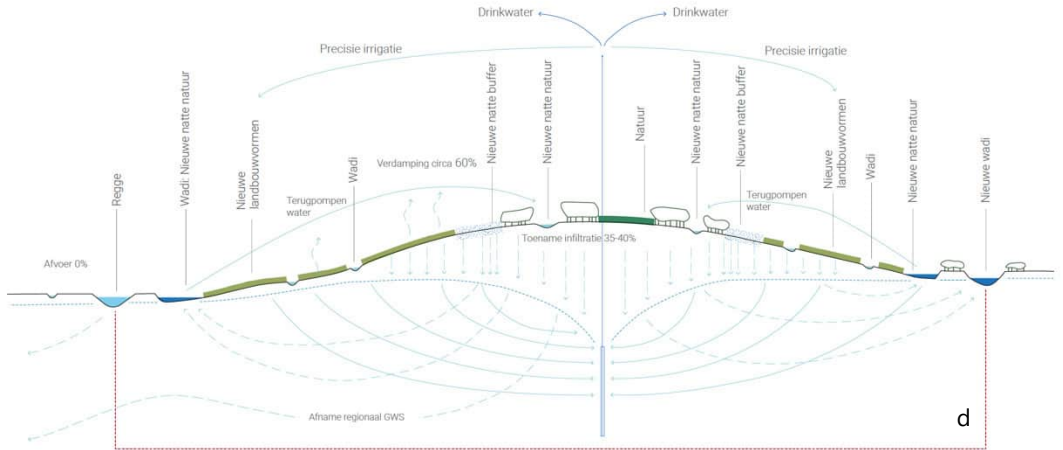 Drinkwater
Drinkwater
Precisie irrigatie
Precisie irrigatie
Regge
Wadi: Nieuwe natte natuur
Nieuwe
landbouwvormen
Wadi
Nieuwe natte buffer
Nieuwe natte natuur
Natuur
Nieuwe natte natuur
Nieuwe natte buffer
Nieuwe
landbouwvormen
Wadi
Nieuwe natte natuur
Nieuwe wadi
Verdamping circa 60%
Terugpompen
water
Terugpompen
water
Toename infiltratie 35-40%
Afvoer 0%
Afname regionaal GWS
d